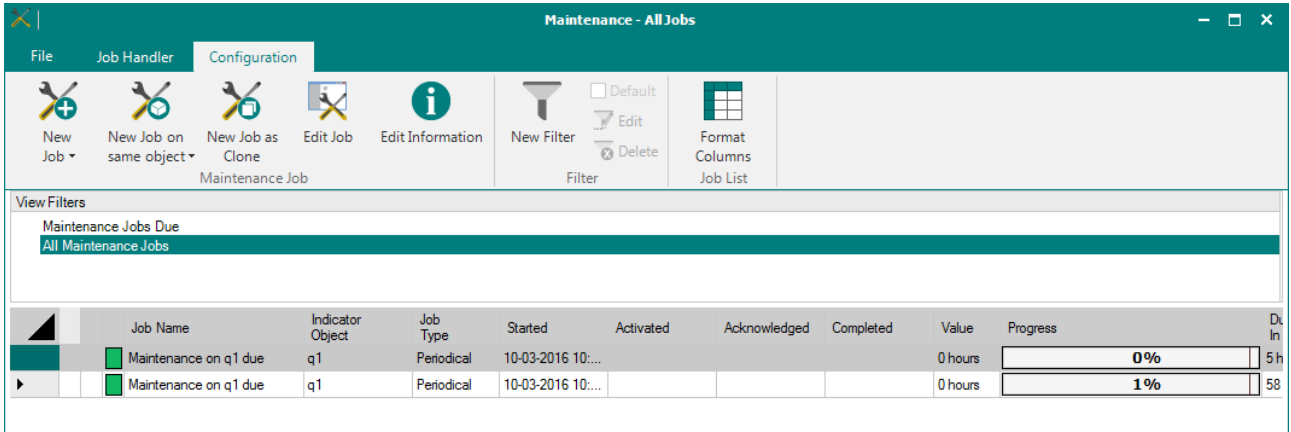 Maintenance - All Jobs
File Job Handler Configuration
New Job
New Job on same object
New Job as Clone
Edit Job
Edit Information
Maintenance Job
New Filter
Default
Edit
Delete
Filter
Format Columns
Job List
View Filters
Maintenance Jobs Due
All Maintenance Jobs
Job Name Indicator Object Job Type Started Activated Acknowledged Completed Value Progress Du In
Maintenance on q1 due q1 Periodical 10-03-2016 10:... 0 hours 0% 5 h
Maintenance on q1 due q1 Periodical 10-03-2016 10:... 0 hours 1% 58